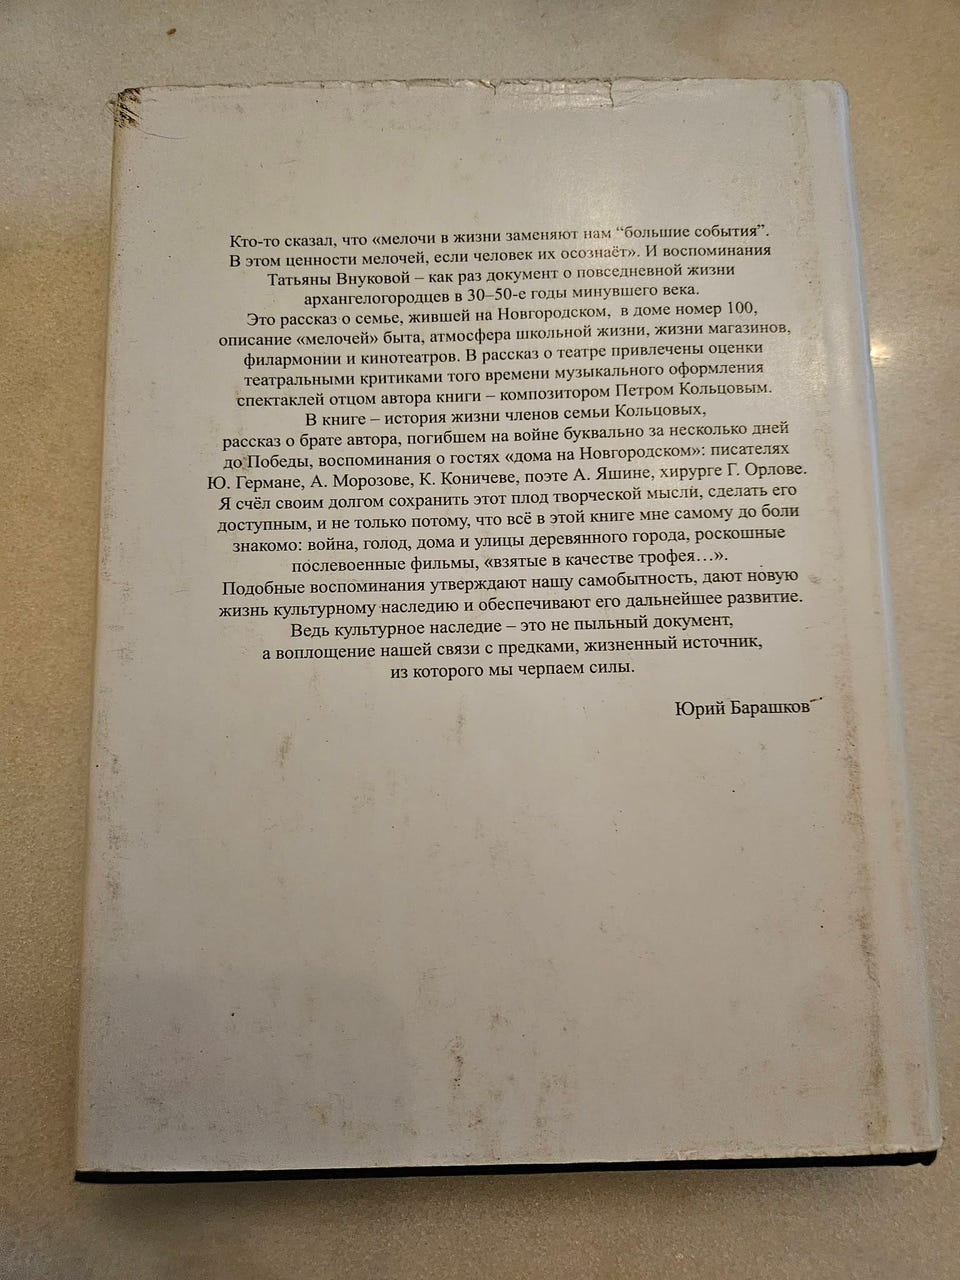 Кто-то сказал, что «мелочи в жизни заменяют нам “большие события”.
В этом ценности мелочей, если человек их осознаёт». И воспоминания
Татьяны Внуковой – как раз документ о повседневной жизни
архангелогородцев в 30–50-е годы минувшего века.
Это рассказ о семье, жившей на Новгородском, в доме номер 100,
описание «мелочей» быта, атмосфера школьной жизни, жизни магазинов,
филармонии и кинотеатров. В рассказ о театре привлечены оценки
театральными критиками того времени музыкального оформления
спектаклей отцом автора книги – композитором Петром Кольцовым.
В книге – история жизни членов семьи Кольцовых,
рассказ о брате автора, погибшем на войне буквально за несколько дней
до Победы, воспоминания о гостях «дома на Новгородском»: писателях
Ю. Германе, А. Морозове, К. Коничеве, поэте А. Яшине, хирурге Г. Орлове.
Я счёл своим долгом сохранить этот плод творческой мысли, сделать его
доступным, и не только потому, что всё в этой книге мне самому до боли
знакомо: война, голод, дома и улицы деревянного города, роскошные
послевоенные фильмы, «взятые в качестве трофея…».
Подобные воспоминания утверждают нашу самобытность, дают новую
жизнь культурному наследию и обеспечивают его дальнейшее развитие.
Ведь культурное наследие – это не пыльный документ,
а воплощение нашей связи с предками, жизненный источник,
из которого мы черпаем силы.
Юрий Барашков